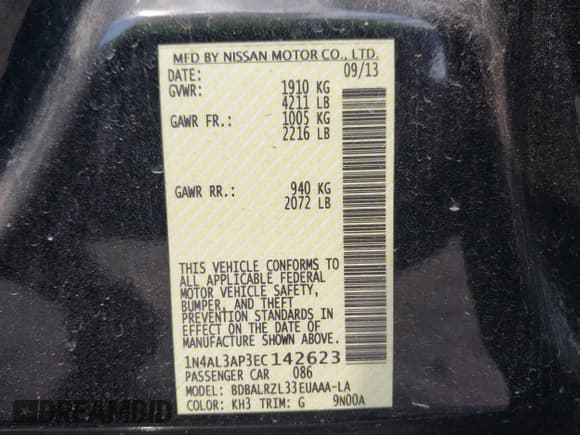 MFD BY NISSAN MOTOR CO., LTD.
DATE: 09/13
GVWR: 1910 KG
4211 LB
GAWR FR.: 1005 KG
2216 LB
GAWR RR.: 940 KG
2072 LB
THIS VEHICLE CONFORMS TO
ALL APPLICABLE FEDERAL
MOTOR VEHICLE SAFETY,
BUMPER, AND THEFT
PREVENTION STANDARDS IN
EFFECT ON THE DATE OF
MANUFACTURE SHOWN ABOVE.
1N4AL3AP3EC142623
PASSENGER CAR 086
MODEL: BDBALRZL33EUAAA-LA
COLOR: KH3 TRIM: G 9N00A
BIDHISTORY